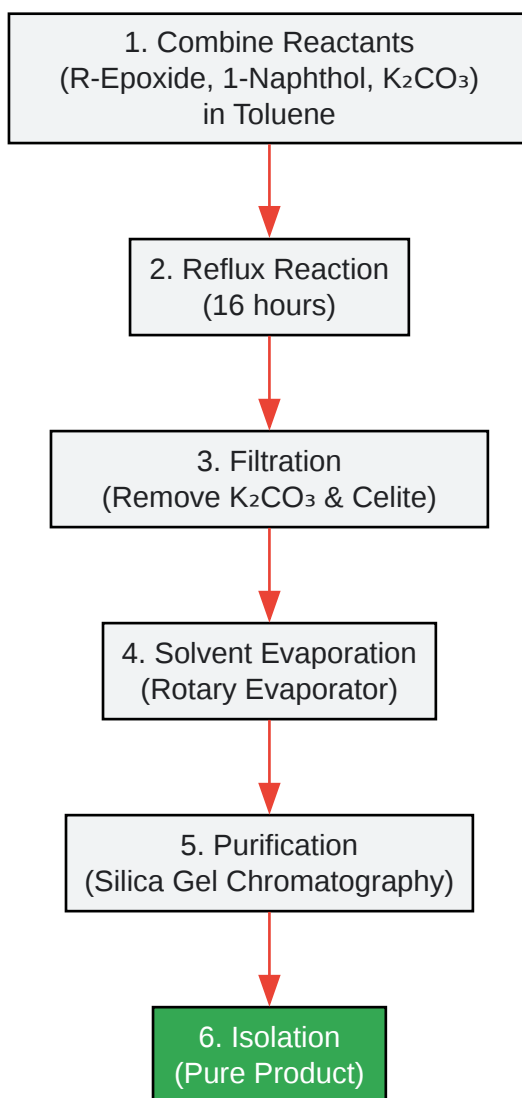 1. Combine Reactants
(R-Epoxide, 1-Naphthol, K₂CO₃)
in Toluene
2. Reflux Reaction
(16 hours)
3. Filtration
(Remove K₂CO₃ & Celite)
4. Solvent Evaporation
(Rotary Evaporator)
5. Purification
(Silica Gel Chromatography)
6. Isolation
(Pure Product)